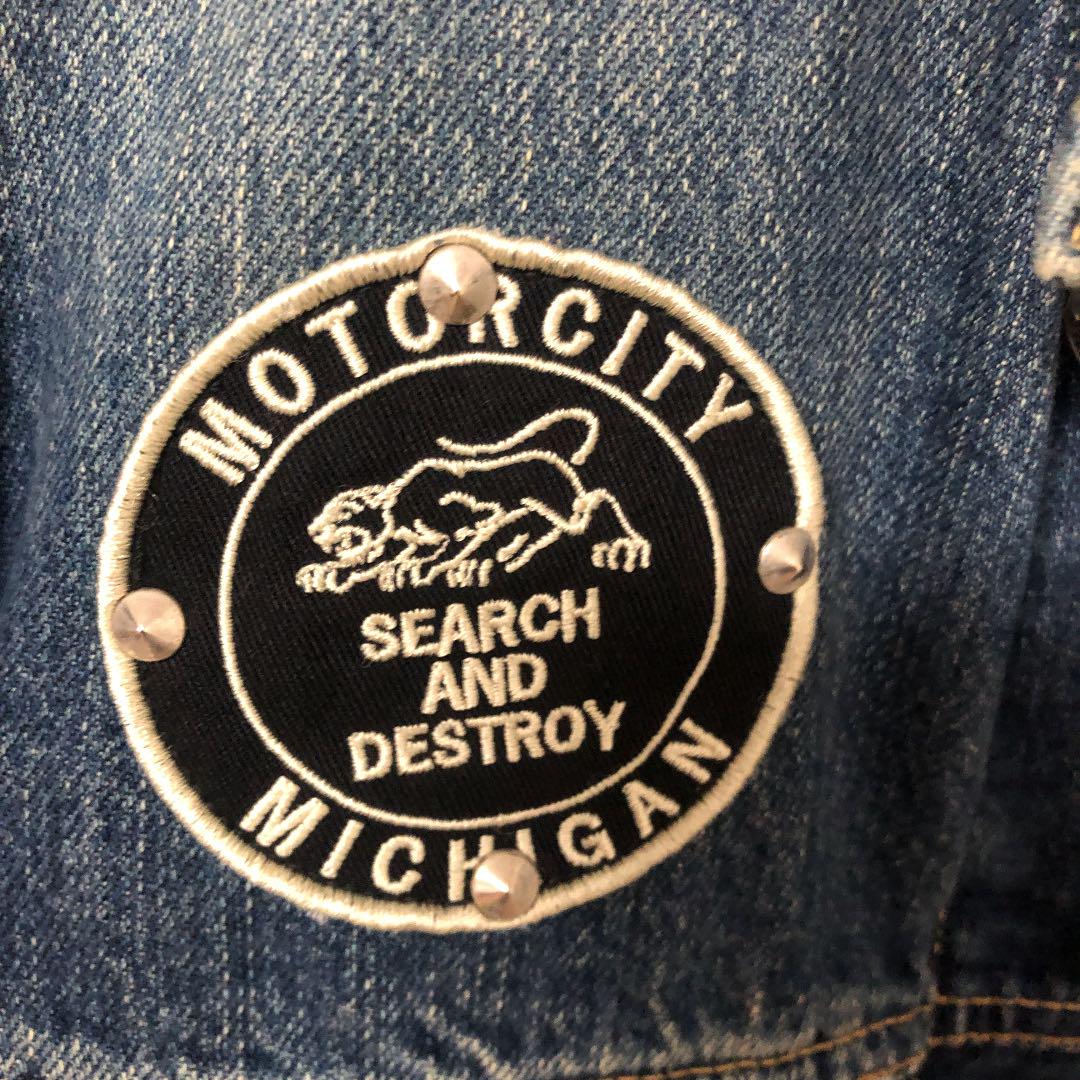 MOTORCITY
SEARCH
AND
DESTROY
MICHIGAN